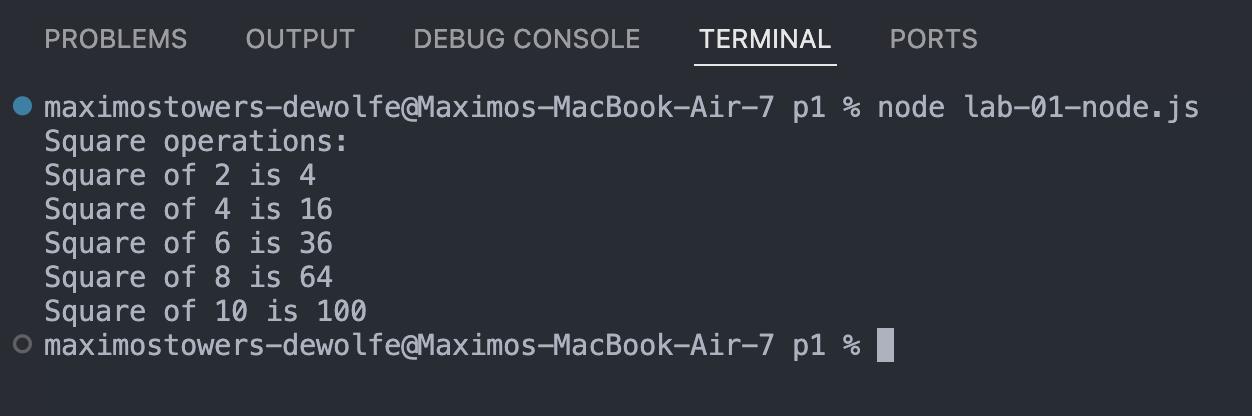 PROBLEMS OUTPUT DEBUG CONSOLE TERMINAL PORTS
maximostowers-dewolfe@Maximos-MacBook-Air-7 p1 % node lab-01-node.js
Square operations:
Square of 2 is 4
Square of 4 is 16
Square of 6 is 36
Square of 8 is 64
Square of 10 is 100
maximostowers-dewolfe@Maximos-MacBook-Air-7 p1 %